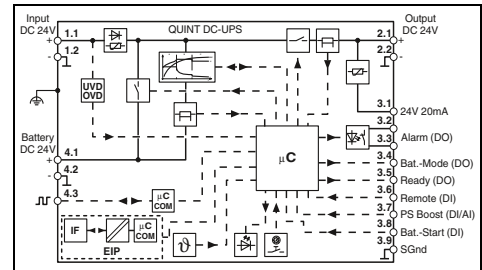 Input
DC 24V
QUINT DC-UPS
Output
DC 24V
+ 1.1
- 1.2
2.1 +
2.2 -
UVD
OVD
3.1
24V 20mA
3.2
3.3
Alarm (DO)
Battery
DC 24V
+ 4.1
- 4.2
4.3
µC
3.4
Bat.-Mode (DO)
3.5
Ready (DO)
3.6
Remote (DI)
3.7
PS Boost (DI/AI)
3.8
Bat.-Start (DI)
3.9
SGnd
µC
COM
IF
µC
COM
EIP
ϑ